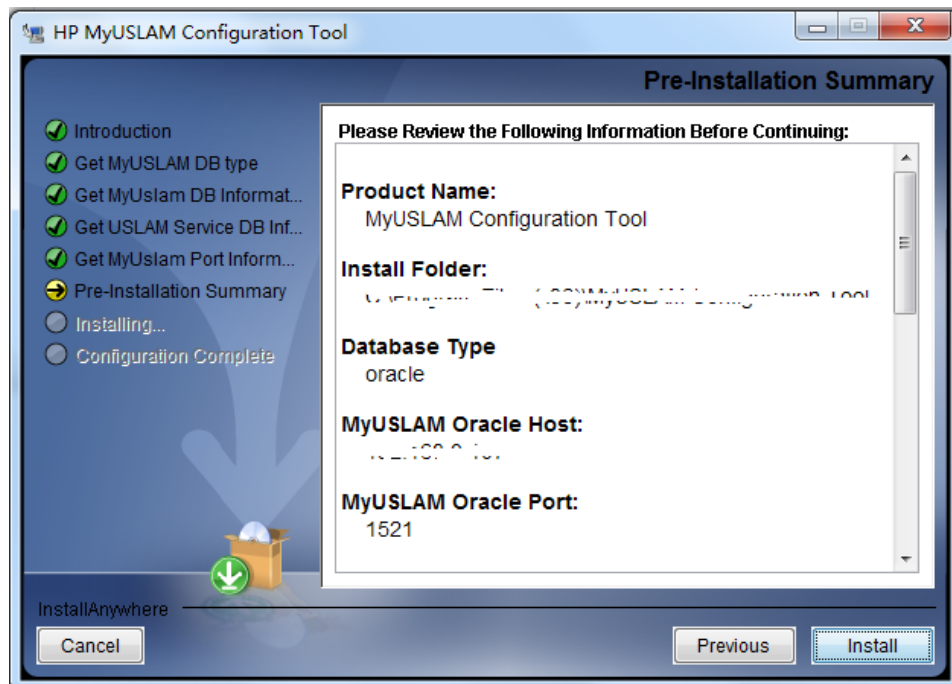 HP MyUSLAM Configuration Tool
Pre-Installation Summary
Introduction
Get MyUSLAM DB type
Get MyUslam DB Informat...
Get USLAM Service DB Inf...
Get MyUslam Port Inform...
Pre-Installation Summary
Installing...
Configuration Complete
Please Review the Following Information Before Continuing:
Product Name:
MyUSLAM Configuration Tool
Install Folder:
Database Type
oracle
MyUSLAM Oracle Host:
MyUSLAM Oracle Port:
1521
InstallAnywhere
Cancel
Previous
Install